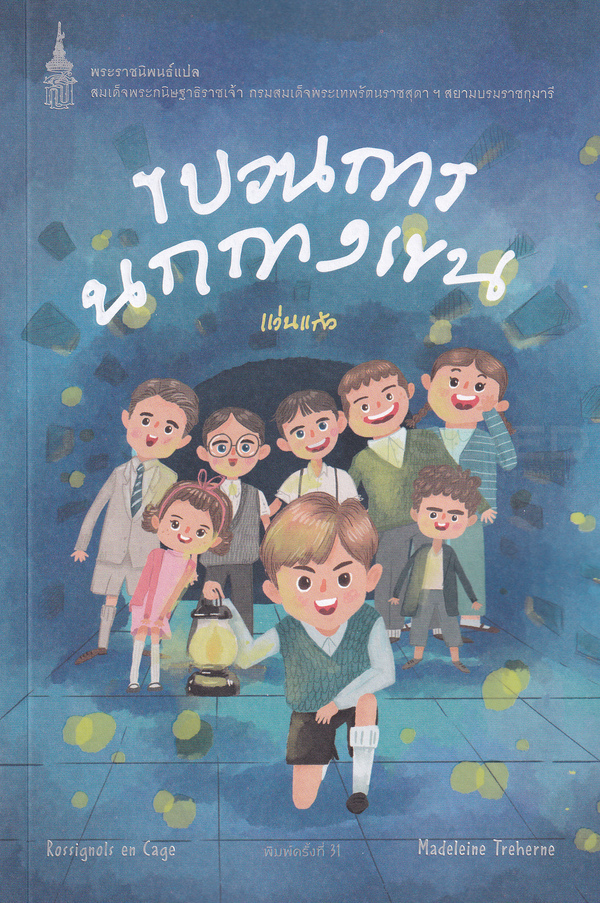 พระราชนิพนธ์แปล
สมเด็จพระกนิษฐาธิราชเจ้า กรมสมเด็จพระเทพรัตนราชสุดา ฯ สยามบรมราชกุมารี
ขบวนการ
นกกางเขน
แว่นแก้ว
Rossignols en Cage
พิมพ์ครั้งที่ 31
Madeleine Treherne